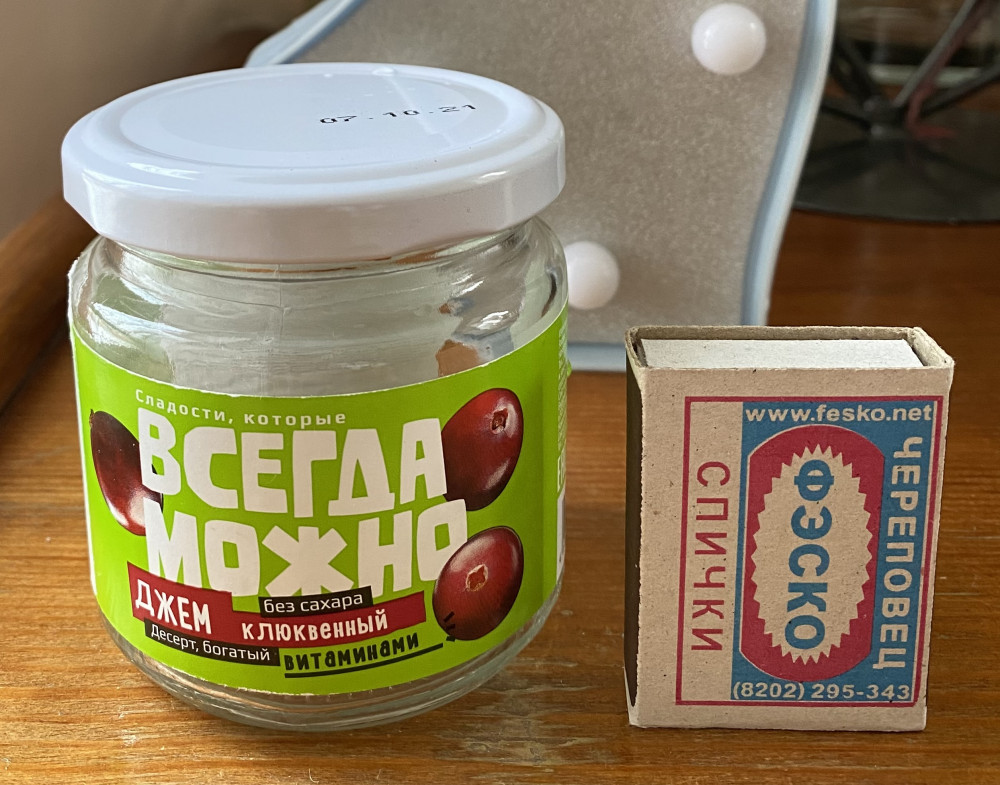 07.10.21
Сладости, которые
ВСЕГДА
МОЖНО
ДЖЕМ
без сахара
клюквенный
Десерт, богатый
витаминами
www.fesko.net
СПИЧКИ
ФЭСКО
ЧЕРЕПОВЕЦ
(8202) 295-343